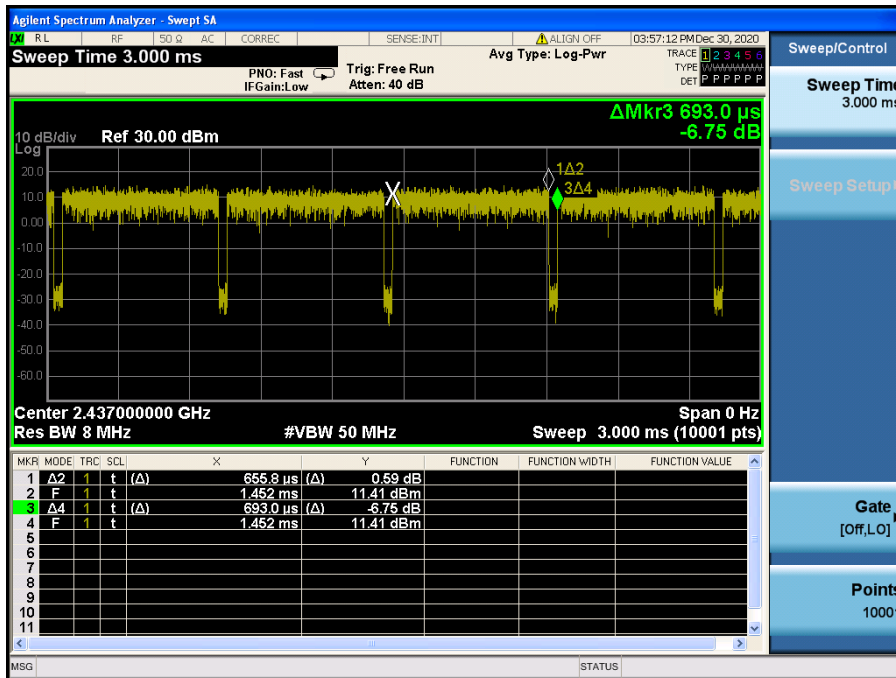 Agilent Spectrum Analyzer - Swept SA
LXI RL RF 50 Ω AC CORREC SENSE:INT ALIGN OFF 03:57:12 PM Dec 30, 2020
Sweep Time 3.000 ms
PNO: Fast
IFGain:Low
Trig: Free Run
Atten: 40 dB
Avg Type: Log-Pwr
TRACE 1 2 3 4 5 6
TYPE WWWWWW
DET P P P P P P
Sweep/Control
Sweep Time
3.000 ms
Sweep Setup
ΔMkr3 693.0 µs
-6.75 dB
10 dB/div Ref 30.00 dBm
Log
20.0
10.0
0.00
-10.0
-20.0
-30.0
-40.0
-50.0
-60.0
X
1Δ2
3Δ4
Center 2.437000000 GHz Span 0 Hz
Res BW 8 MHz #VBW 50 MHz Sweep 3.000 ms (10001 pts)
MKR MODE TRC SCL X Y FUNCTION FUNCTION WIDTH FUNCTION VALUE
1 Δ2 1 t (Δ) 655.8 µs (Δ) 0.59 dB
2 F 1 t 1.452 ms 11.41 dBm
3 Δ4 1 t (Δ) 693.0 µs (Δ) -6.75 dB
4 F 1 t 1.452 ms 11.41 dBm
5
6
7
8
9
10
11
Gate
[Off,LO]
Points
1000
MSG STATUS